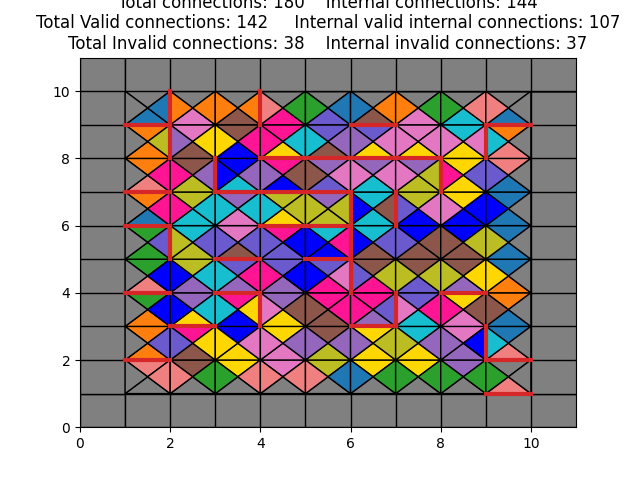 Total connections: 180    Internal connections: 144
Total Valid connections: 142    Internal valid internal connections: 107
Total Invalid connections: 38    Internal invalid connections: 37
10
8
6
4
2
0
0 2 4 6 8 10